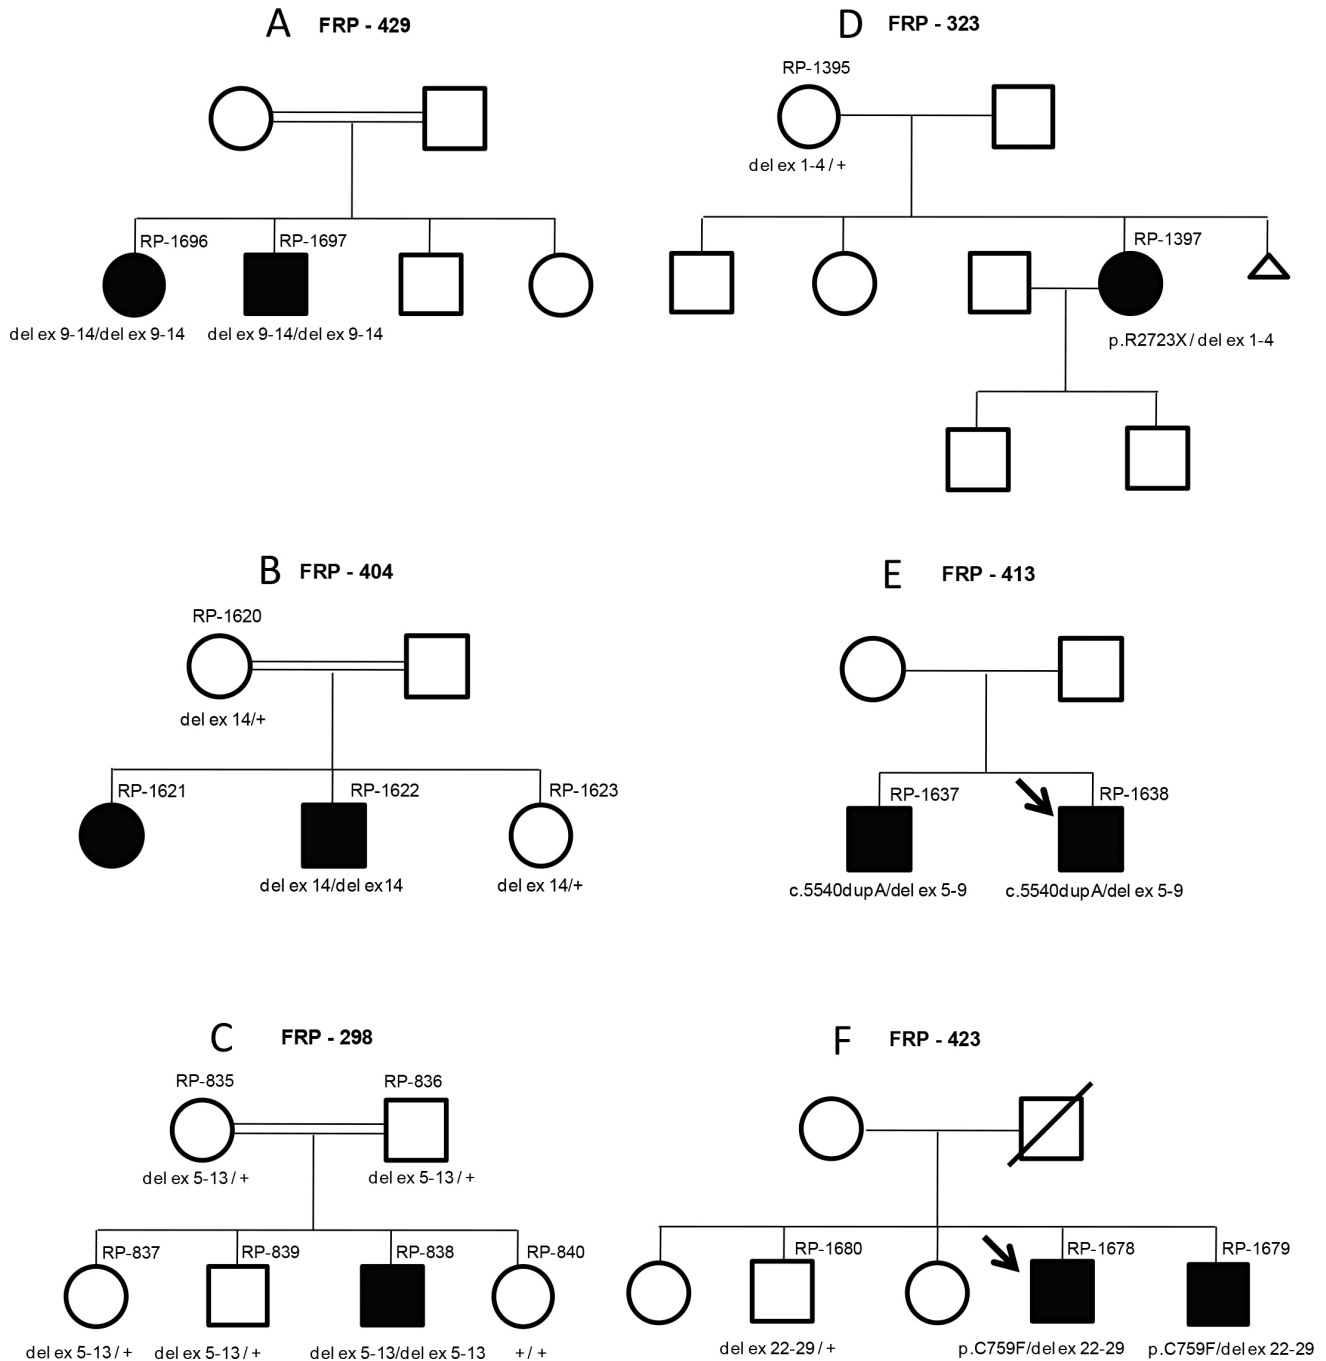 A FRP - 429
RP-1696
RP-1697
del ex 9-14/del ex 9-14
del ex 9-14/del ex 9-14
B FRP - 404
RP-1620
del ex 14/+
RP-1621
RP-1622
RP-1623
del ex 14/del ex14
del ex 14/+
C FRP - 298
RP-835
RP-836
del ex 5-13/+
del ex 5-13/+
RP-837
RP-839
RP-838
RP-840
del ex 5-13/+
del ex 5-13/+
del ex 5-13/del ex 5-13
+/+
D FRP - 323
RP-1395
del ex 1-4/+
RP-1397
p.R2723X/del ex 1-4
E FRP - 413
RP-1637
RP-1638
c.5540dupA/del ex 5-9
c.5540dupA/del ex 5-9
F FRP - 423
RP-1680
RP-1678
RP-1679
del ex 22-29/+
p.C759F/del ex 22-29
p.C759F/del ex 22-29